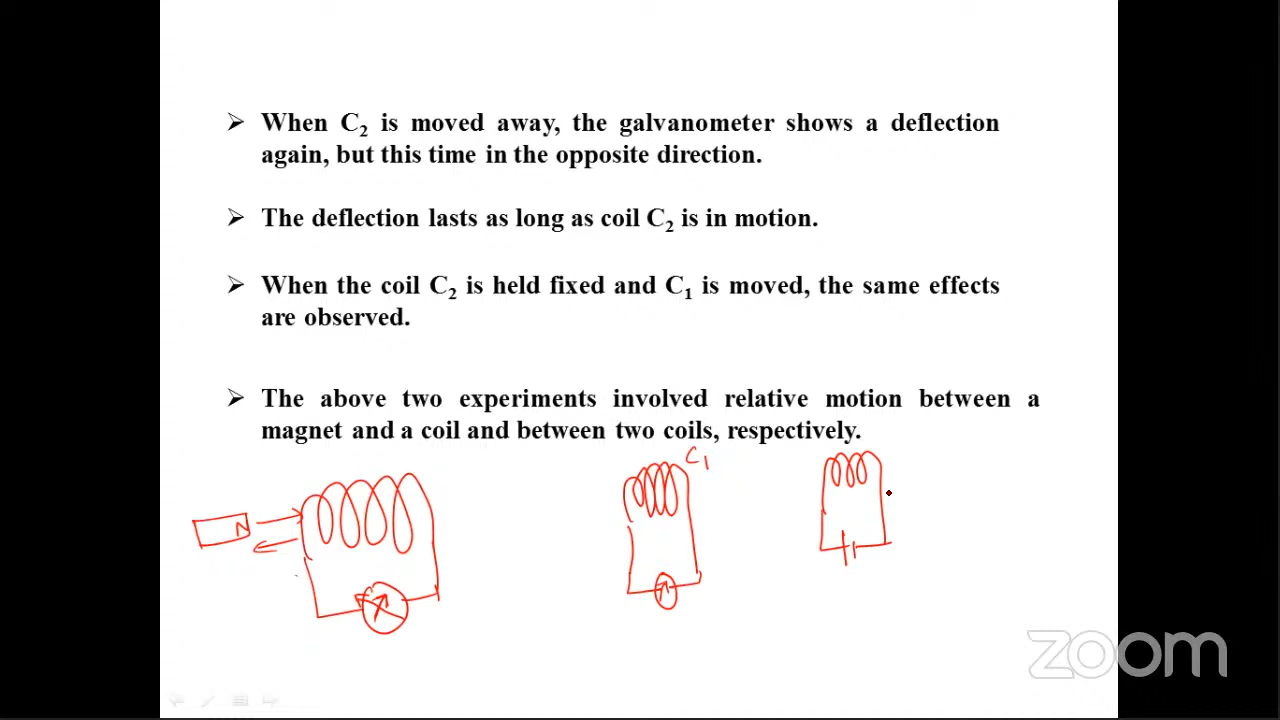 ➢ When C₂ is moved away, the galvanometer shows a deflection
again, but this time in the opposite direction.
➢ The deflection lasts as long as coil C₂ is in motion.
➢ When the coil C₂ is held fixed and C₁ is moved, the same effects
are observed.
➢ The above two experiments involved relative motion between a
magnet and a coil and between two coils, respectively.
C₁
N
zoom